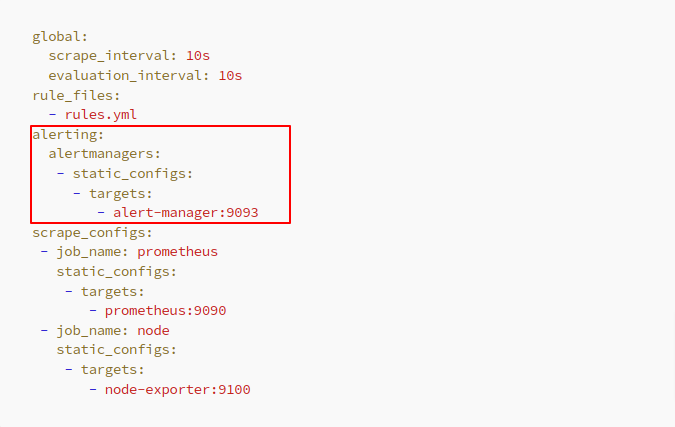 global:
  scrape_interval: 10s
  evaluation_interval: 10s
rule_files:
  - rules.yml
alerting:
  alertmanagers:
   - static_configs:
     - targets:
        - alert-manager:9093
scrape_configs:
 - job_name: prometheus
   static_configs:
    - targets:
       - prometheus:9090
 - job_name: node
   static_configs:
    - targets:
       - node-exporter:9100